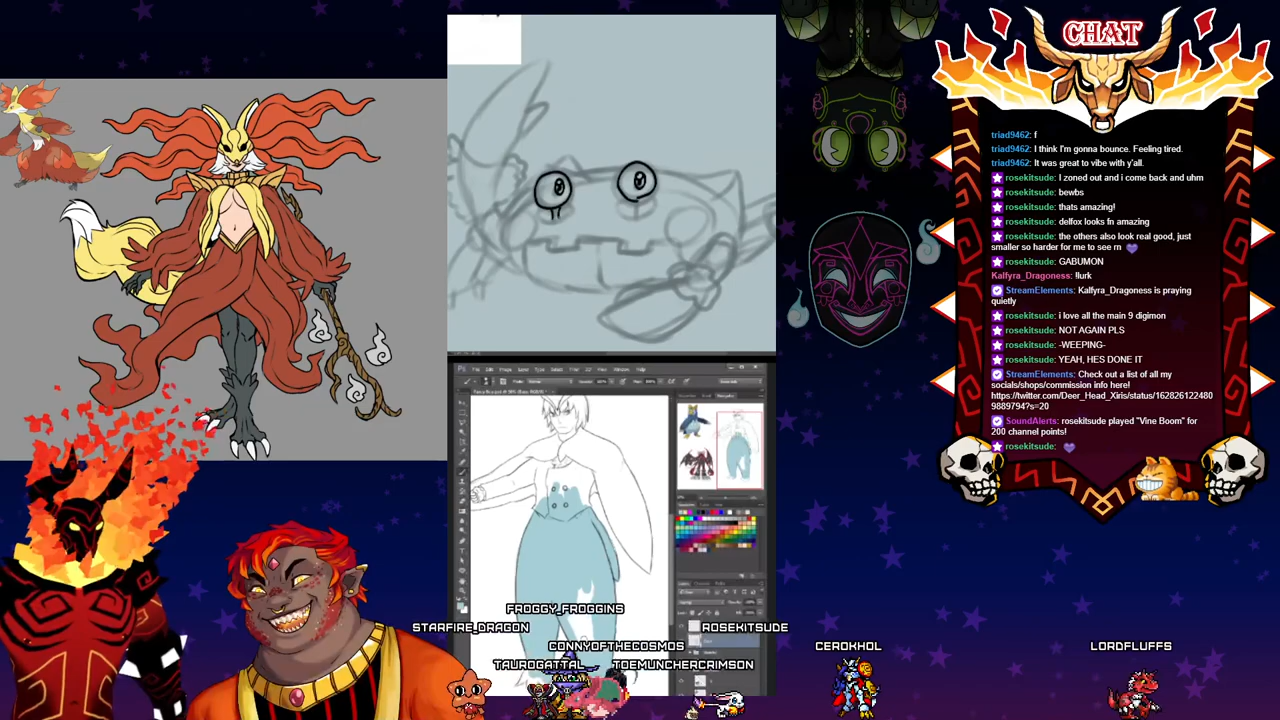 CHAT
triad9462: f
triad9462: I think I'm gonna bounce. Feeling tired.
triad9462: It was great to vibe with y'all.
rosekitsude: I zoned out and i come back and uhm
rosekitsude: bewbs
rosekitsude: thats amazing!
rosekitsude: delfox looks fn amazing
rosekitsude: the others also look real good, just
smaller so harder for me to see rn
rosekitsude: GABUMON
Kalfyra_Dragoness: !lurk
StreamElements: Kalfyra_Dragoness is praying
quietly
rosekitsude: i love all the main 9 digimon
rosekitsude: NOT AGAIN PLS
rosekitsude: -WEEPING-
rosekitsude: YEAH, HES DONE IT
StreamElements: Check out a list of all my
socials/shops/commission info here!
https://twitter.com/Deer_Head_Xiris/status/162826122480
9889794?s=20
SoundAlerts: rosekitsude played "Vine Boom" for
200 channel points!
rosekitsude:
FROGGY_FROGGINS
STARFIRE_DRAGON
ROSEKITSUDE
CONNYOFTHECOSMOS
TAUROGATTAL
TOEMUNCHERCRIMSON
CEROKHOL
LORDFLUFFS